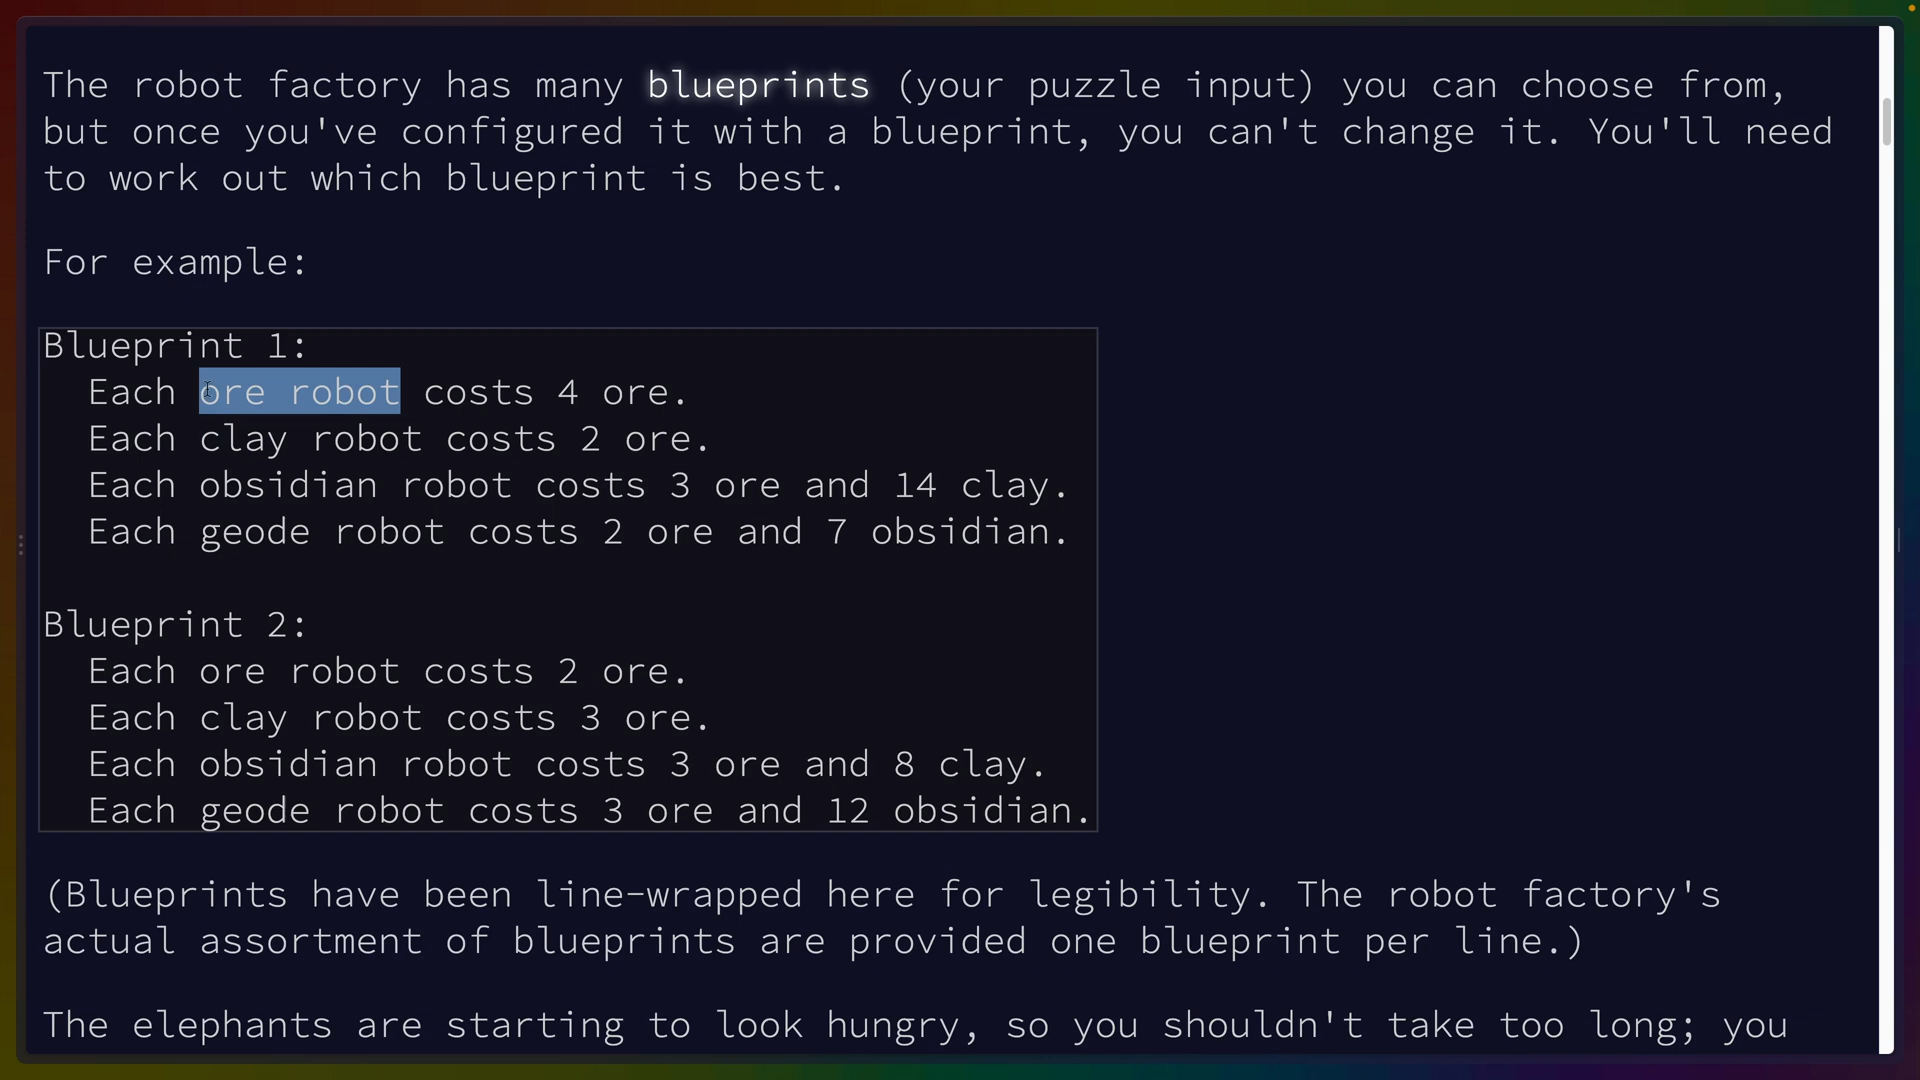 The robot factory has many blueprints (your puzzle input) you can choose from,
but once you've configured it with a blueprint, you can't change it. You'll need
to work out which blueprint is best.
For example:
Blueprint 1:
Each ore robot costs 4 ore.
Each clay robot costs 2 ore.
Each obsidian robot costs 3 ore and 14 clay.
Each geode robot costs 2 ore and 7 obsidian.
Blueprint 2:
Each ore robot costs 2 ore.
Each clay robot costs 3 ore.
Each obsidian robot costs 3 ore and 8 clay.
Each geode robot costs 3 ore and 12 obsidian.
(Blueprints have been line-wrapped here for legibility. The robot factory's
actual assortment of blueprints are provided one blueprint per line.)
The elephants are starting to look hungry, so you shouldn't take too long; you